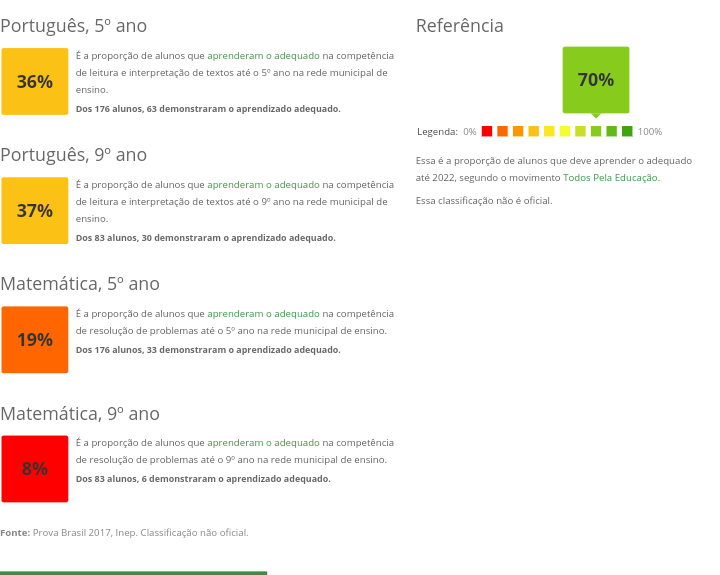 Português, 5º ano
36%
É a proporção de alunos que aprenderam o adequado na competência
de leitura e interpretação de textos até o 5º ano na rede municipal de
ensino.
Dos 176 alunos, 63 demonstraram o aprendizado adequado.
Português, 9º ano
37%
É a proporção de alunos que aprenderam o adequado na competência
de leitura e interpretação de textos até o 9º ano na rede municipal de
ensino.
Dos 83 alunos, 30 demonstraram o aprendizado adequado.
Matemática, 5º ano
19%
É a proporção de alunos que aprenderam o adequado na competência
de resolução de problemas até o 5º ano na rede municipal de ensino.
Dos 176 alunos, 33 demonstraram o aprendizado adequado.
Matemática, 9º ano
8%
É a proporção de alunos que aprenderam o adequado na competência
de resolução de problemas até o 9º ano na rede municipal de ensino.
Dos 83 alunos, 6 demonstraram o aprendizado adequado.
Fonte: Prova Brasil 2017, Inep. Classificação não oficial.
Referência
70%
Legenda: 0% 100%
Essa é a proporção de alunos que deve aprender o adequado
até 2022, segundo o movimento Todos Pela Educação.
Essa classificação não é oficial.